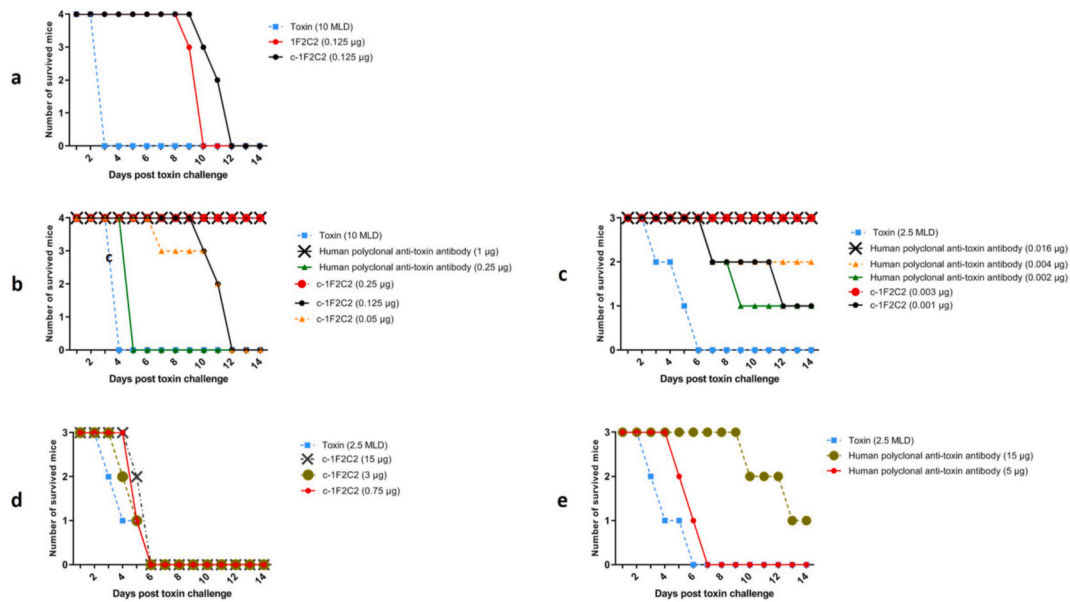 a
Number of survived mice
4
3
2
1
0
2 4 6 8 10 12 14
Days post toxin challenge
Toxin (10 MLD)
1F2C2 (0.125 µg)
c-1F2C2 (0.125 µg)
b
Number of survived mice
4
3
2
1
0
c
2 4 6 8 10 12 14
Days post toxin challenge
Toxin (10 MLD)
Human polyclonal anti-toxin antibody (1 µg)
Human polyclonal anti-toxin antibody (0.25 µg)
c-1F2C2 (0.25 µg)
c-1F2C2 (0.125 µg)
c-1F2C2 (0.05 µg)
c
Number of survived mice
3
2
1
0
2 4 6 8 10 12 14
Days post toxin challenge
Toxin (2.5 MLD)
Human polyclonal anti-toxin antibody (0.016 µg)
Human polyclonal anti-toxin antibody (0.004 µg)
Human polyclonal anti-toxin antibody (0.002 µg)
c-1F2C2 (0.003 µg)
c-1F2C2 (0.001 µg)
d
Number of survived mice
3
2
1
0
2 4 6 8 10 12 14
Days post toxin challenge
Toxin (2.5 MLD)
c-1F2C2 (15 µg)
c-1F2C2 (3 µg)
c-1F2C2 (0.75 µg)
e
Number of survived mice
3
2
1
0
2 4 6 8 10 12 14
Days post toxin challenge
Toxin (2.5 MLD)
Human polyclonal anti-toxin antibody (15 µg)
Human polyclonal anti-toxin antibody (5 µg)